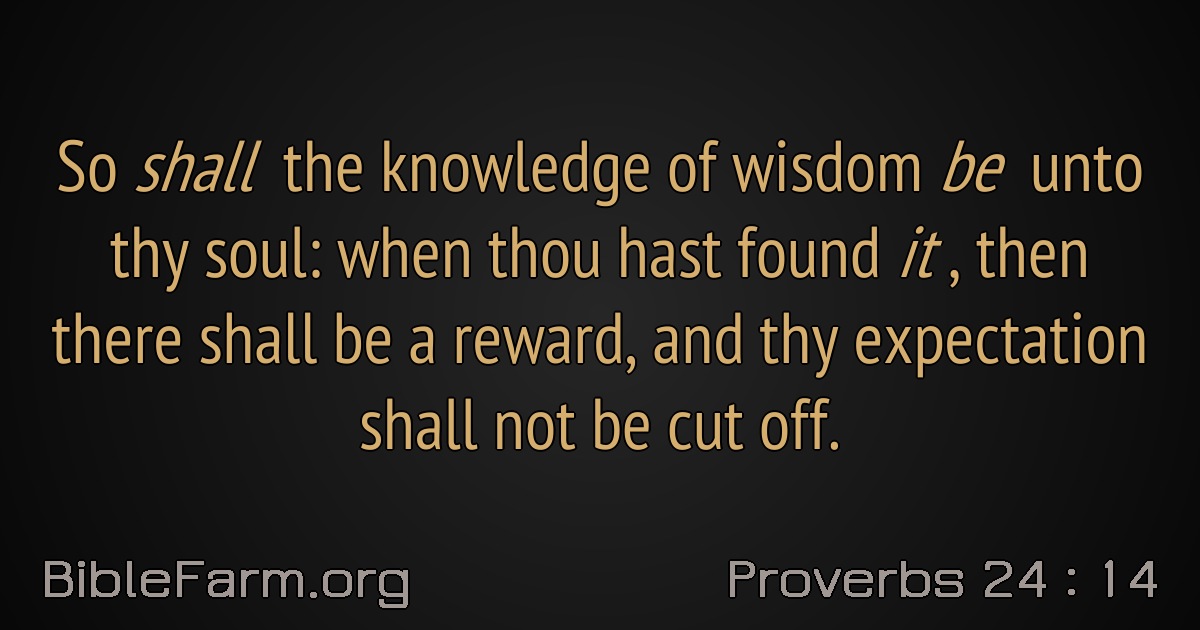 So shall the knowledge of wisdom be unto
thy soul: when thou hast found it , then
there shall be a reward, and thy expectation
shall not be cut off.
BibleFarm.org
Proverbs 24 : 14